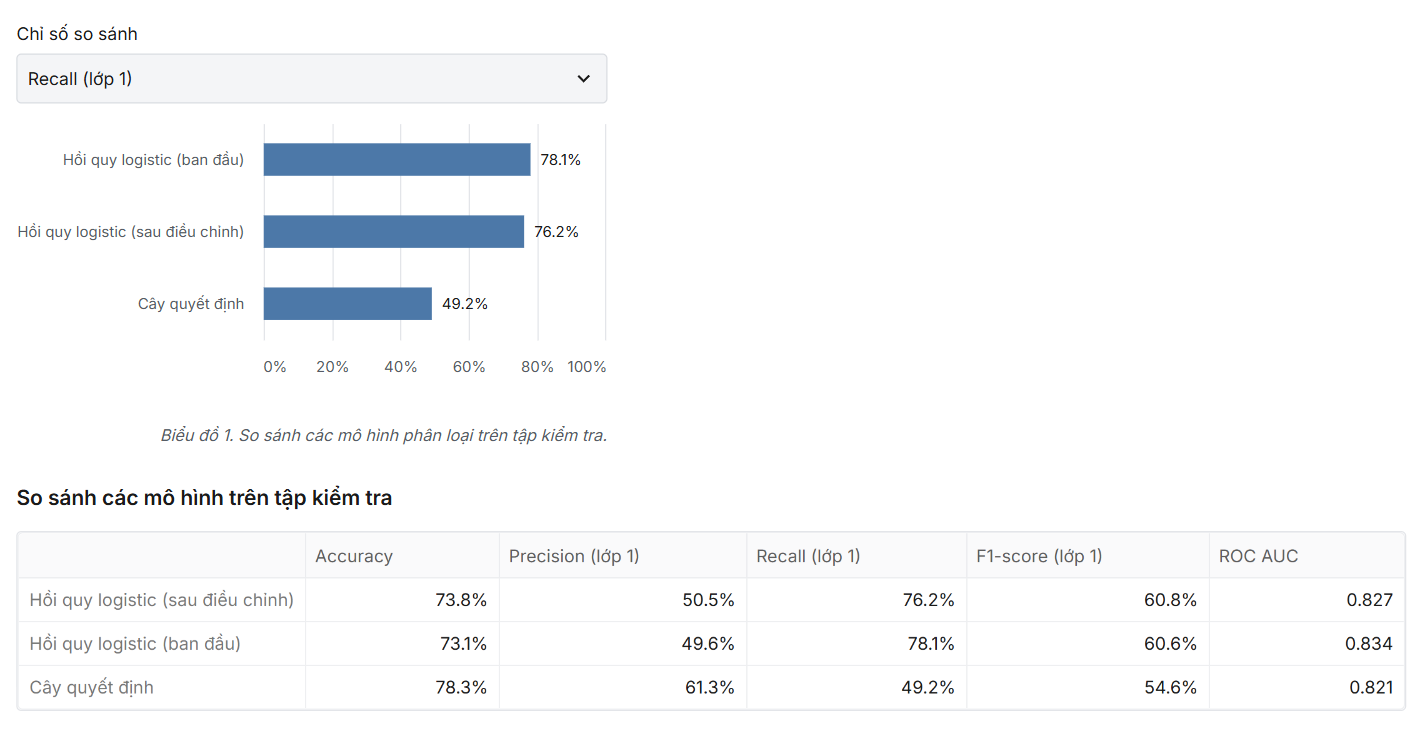 Chỉ số so sánh
Recall (lớp 1)
Hồi quy logistic (ban đầu)
78.1%
Hồi quy logistic (sau điều chỉnh)
76.2%
Cây quyết định
49.2%
0% 20% 40% 60% 80% 100%
Biểu đồ 1. So sánh các mô hình phân loại trên tập kiểm tra.
So sánh các mô hình trên tập kiểm tra
Accuracy Precision (lớp 1) Recall (lớp 1) F1-score (lớp 1) ROC AUC
Hồi quy logistic (sau điều chỉnh) 73.8% 50.5% 76.2% 60.8% 0.827
Hồi quy logistic (ban đầu) 73.1% 49.6% 78.1% 60.6% 0.834
Cây quyết định 78.3% 61.3% 49.2% 54.6% 0.821